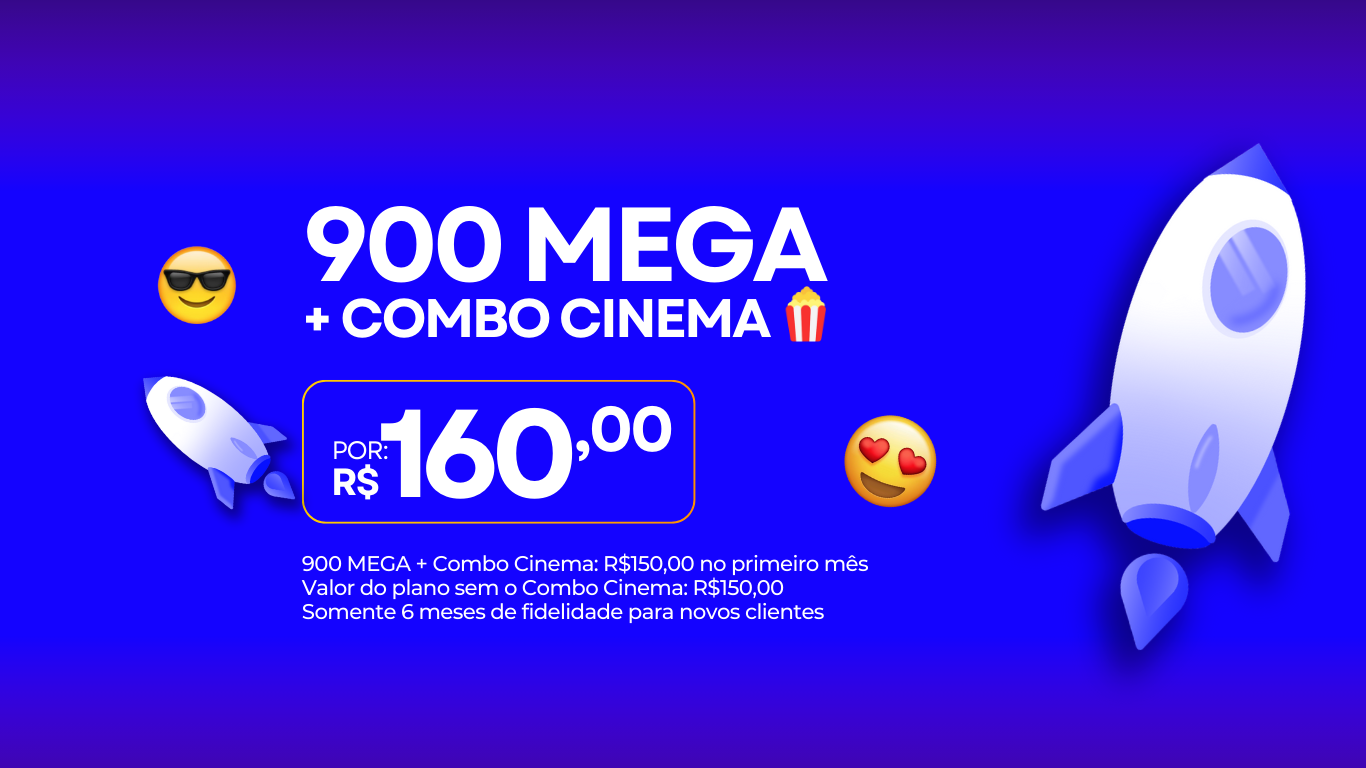 900 MEGA
+ COMBO CINEMA
POR:
R$160,00
900 MEGA + Combo Cinema: R$150,00 no primeiro mês
Valor do plano sem o Combo Cinema: R$150,00
Somente 6 meses de fidelidade para novos clientes